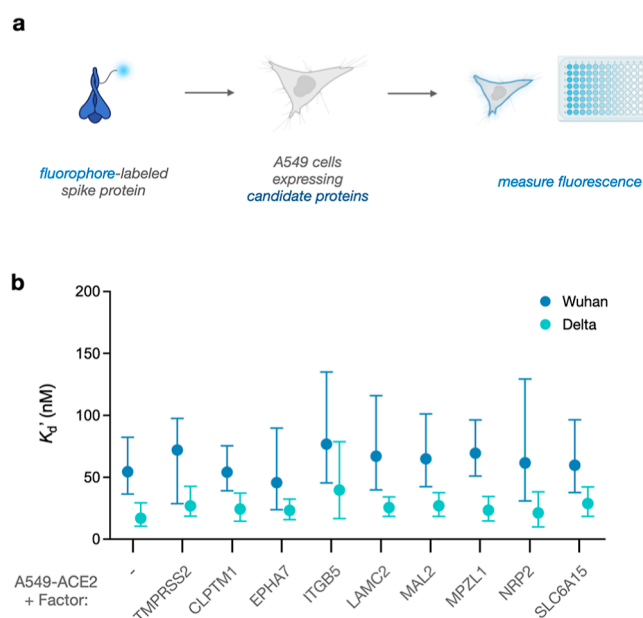 a
fluorophore-labeled
spike protein
A549 cells
expressing
candidate proteins
measure fluorescence
b
200
150
100
50
0
Kd' (nM)
Wuhan
Delta
A549-ACE2
+ Factor:
-
TMPRSS2
CLPTM1
EPHA7
ITGB5
LAMC2
MAL2
MPZL1
NRP2
SLC6A15